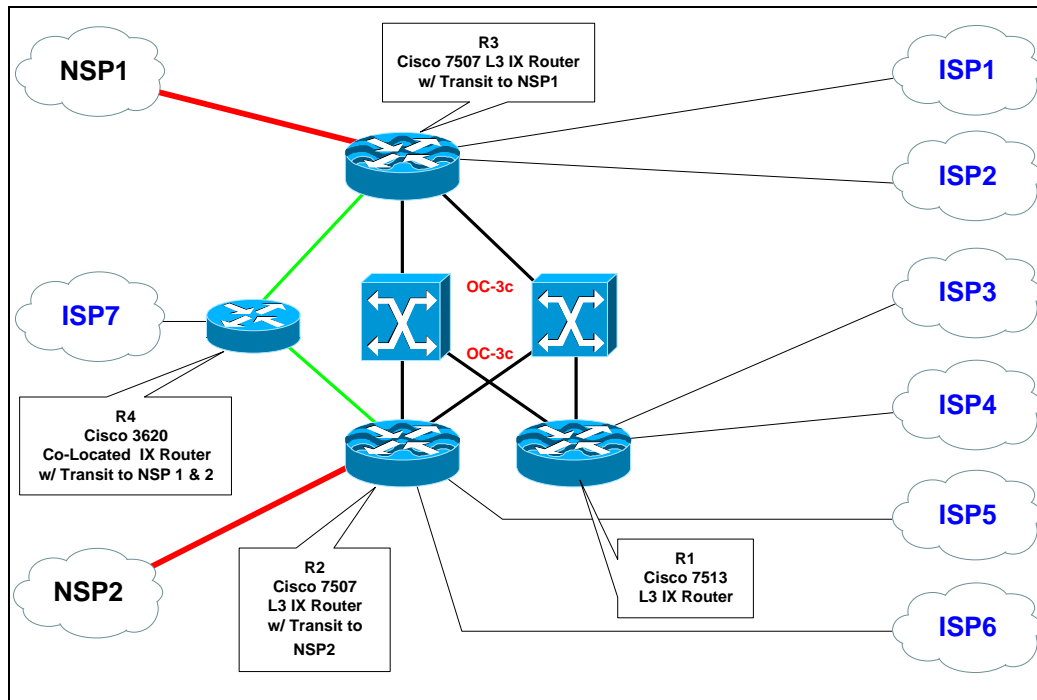 R3
Cisco 7507 L3 IX Router
w/ Transit to NSP1
NSP1
ISP1
ISP2
OC-3c
ISP3
ISP7
OC-3c
R4
Cisco 3620
Co-Located IX Router
w/ Transit to NSP 1 & 2
ISP4
ISP5
NSP2
R2
Cisco 7507
L3 IX Router
w/ Transit to
NSP2
R1
Cisco 7513
L3 IX Router
ISP6